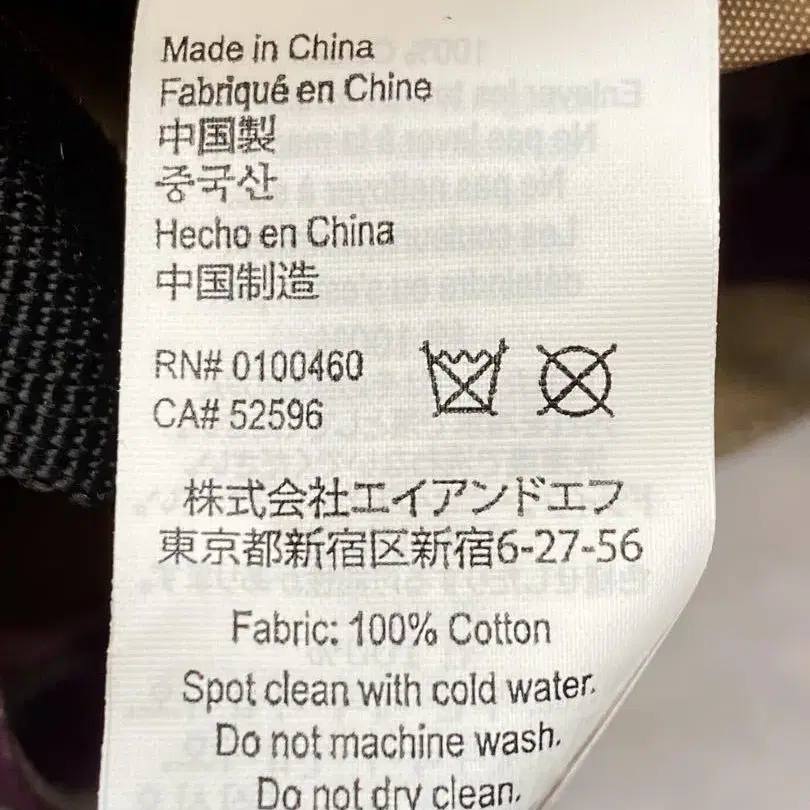 Made in China
Fabriqué en Chine
中国製
중국산
Hecho en China
中国制造
RN# 0100460
CA# 52596
株式会社エイアンドエフ
東京都新宿区新宿6-27-56
Fabric: 100% Cotton
Spot clean with cold water.
Do not machine wash.
Do not dry clean.